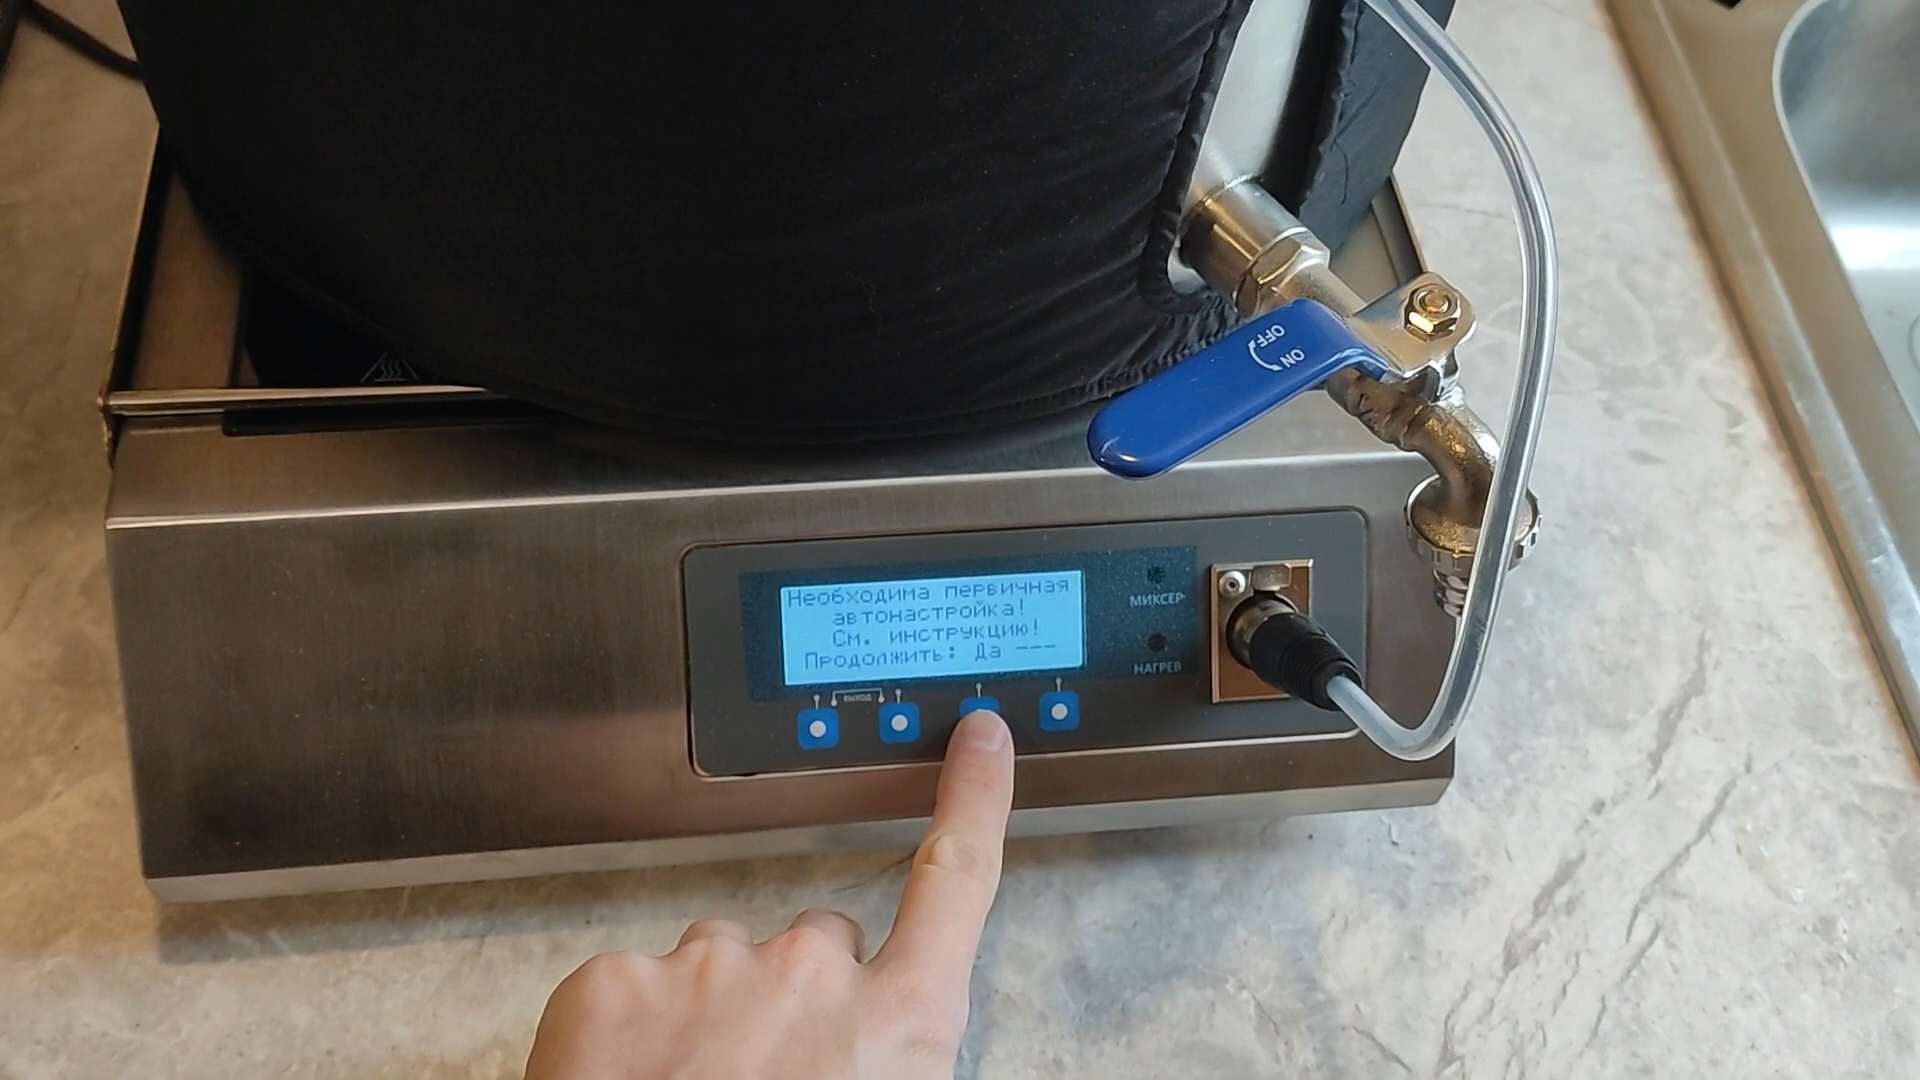 OFF
ON
Необходима первичная
автонастройка!
См. инструкцию!
Продолжить: Да ---
МИКСЕР
НАГРЕВ
ВЫХОД